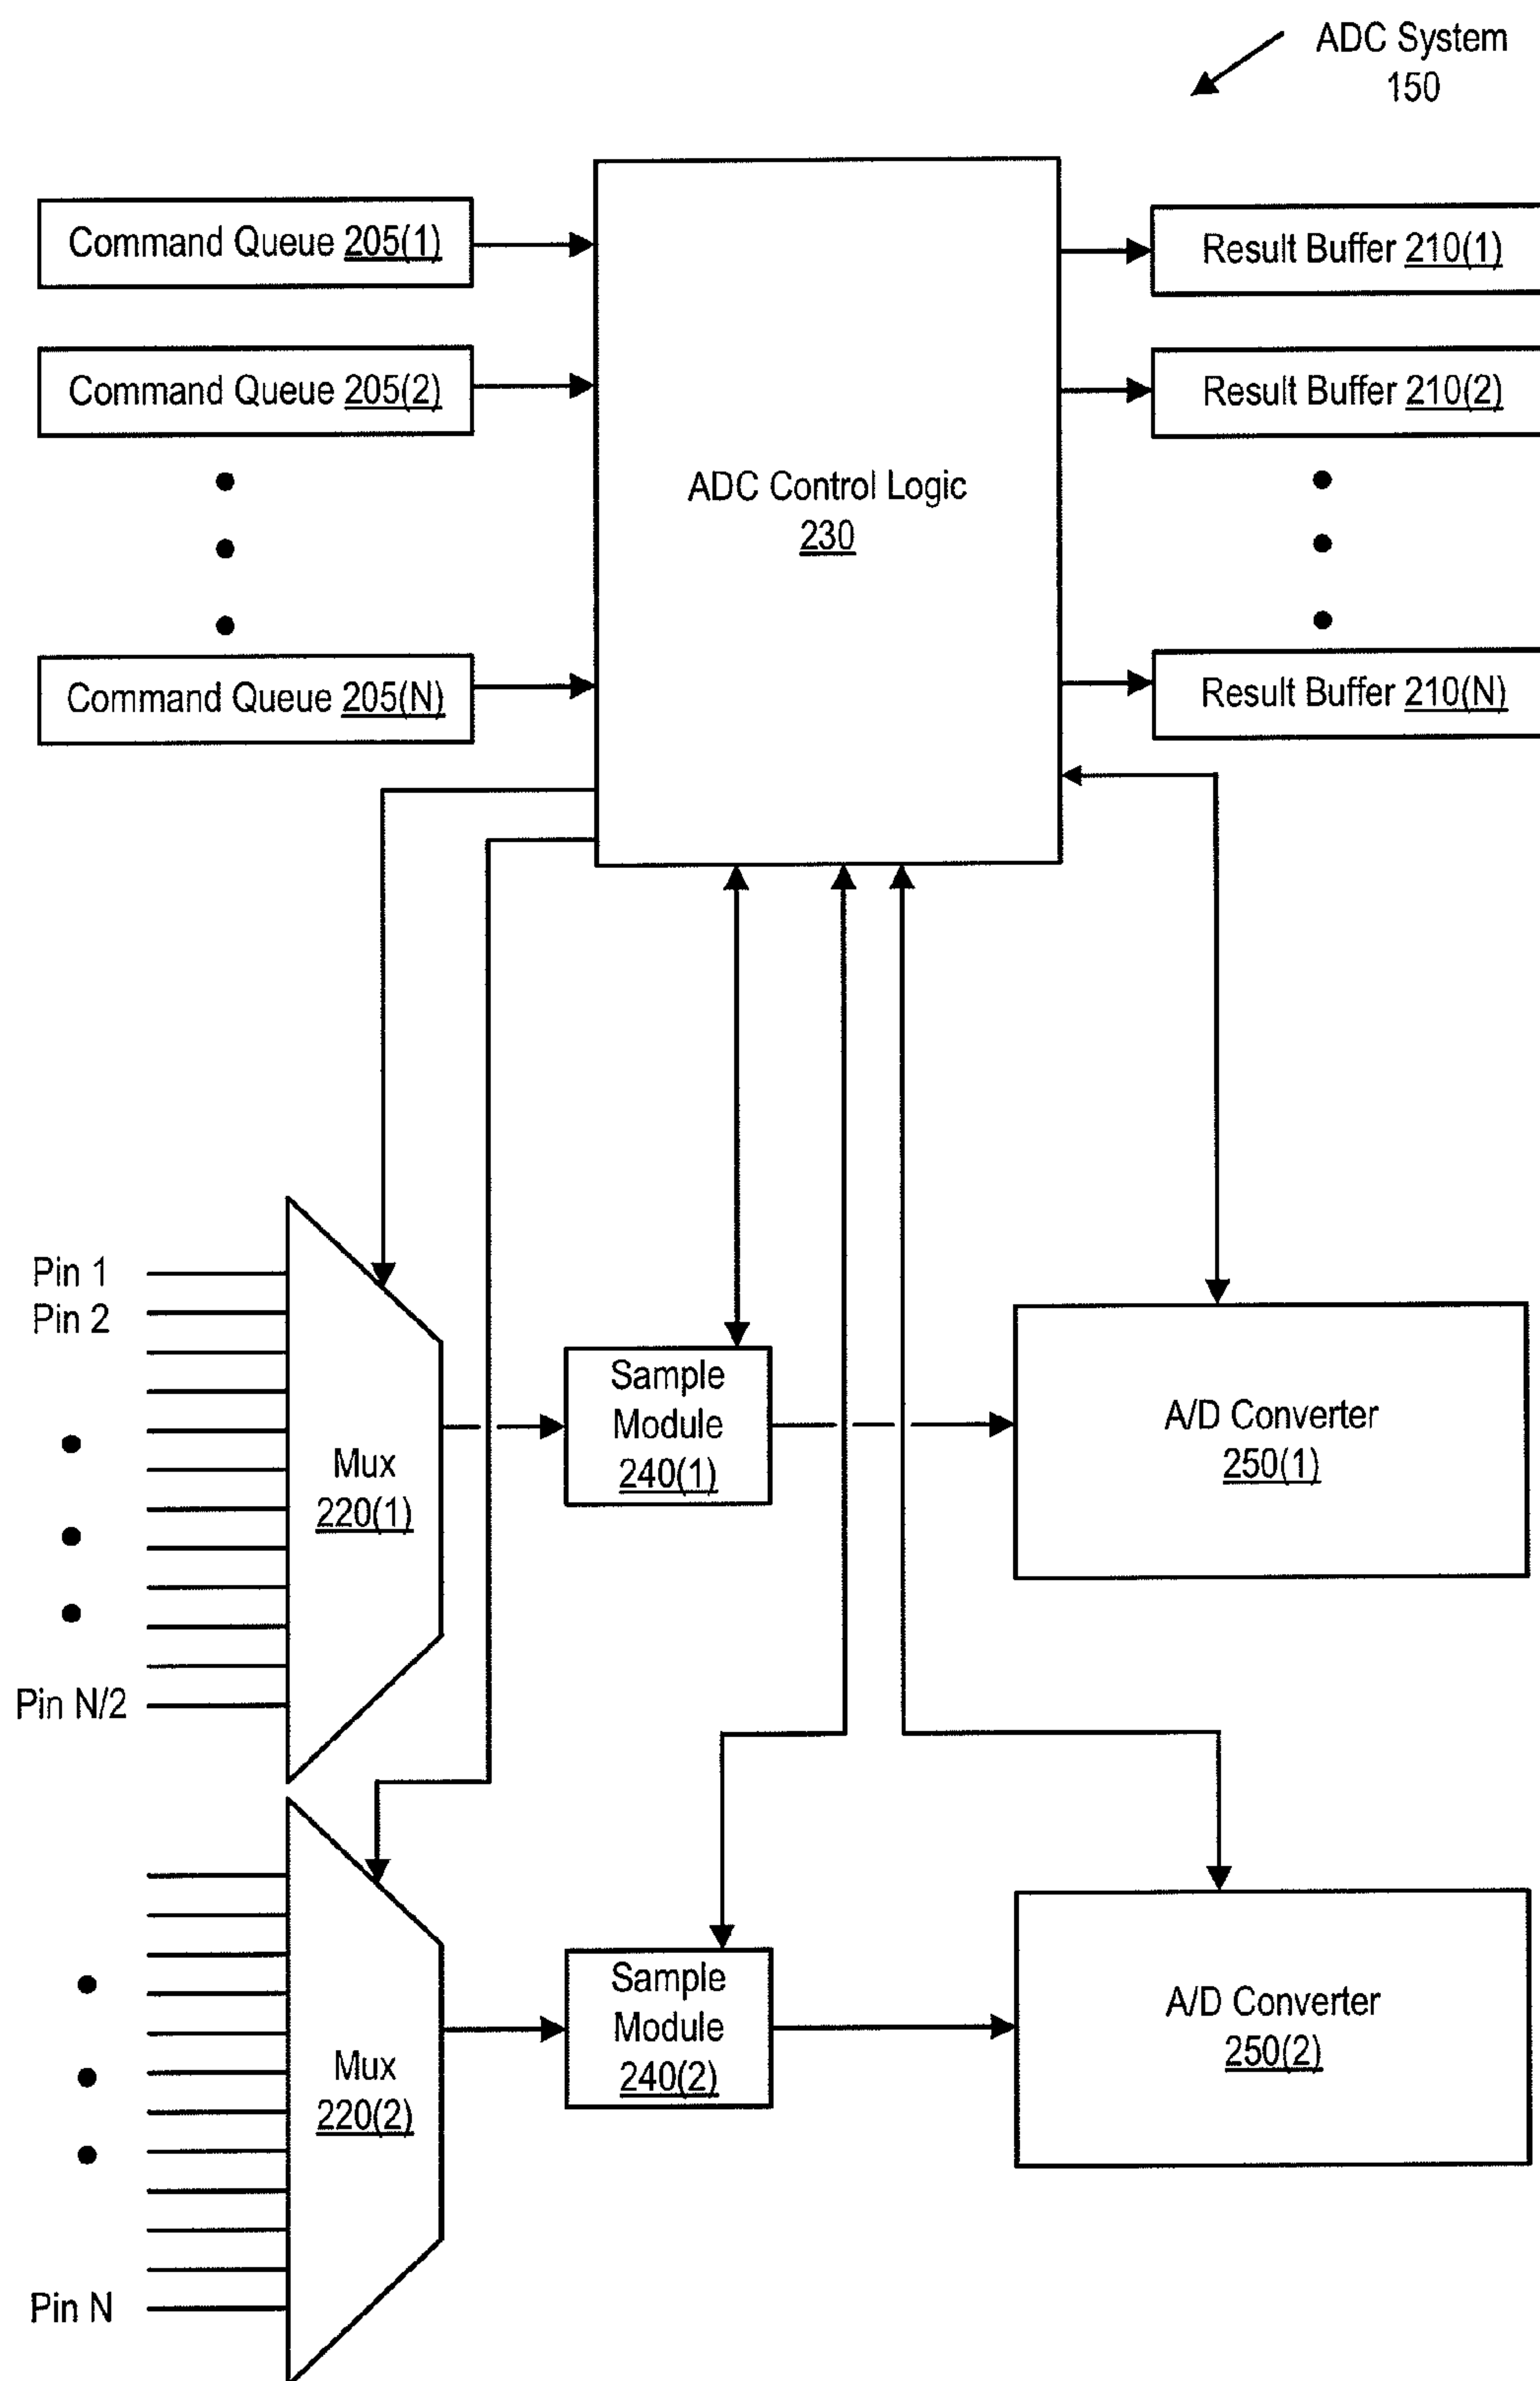 ADC System
150
Command Queue 205(1)
Result Buffer 210(1)
Command Queue 205(2)
Result Buffer 210(2)
ADC Control Logic
230
Command Queue 205(N)
Result Buffer 210(N)
Pin 1
Pin 2
Pin N/2
Mux
220(1)
Sample
Module
240(1)
A/D Converter
250(1)
Pin N
Mux
220(2)
Sample
Module
240(2)
A/D Converter
250(2)